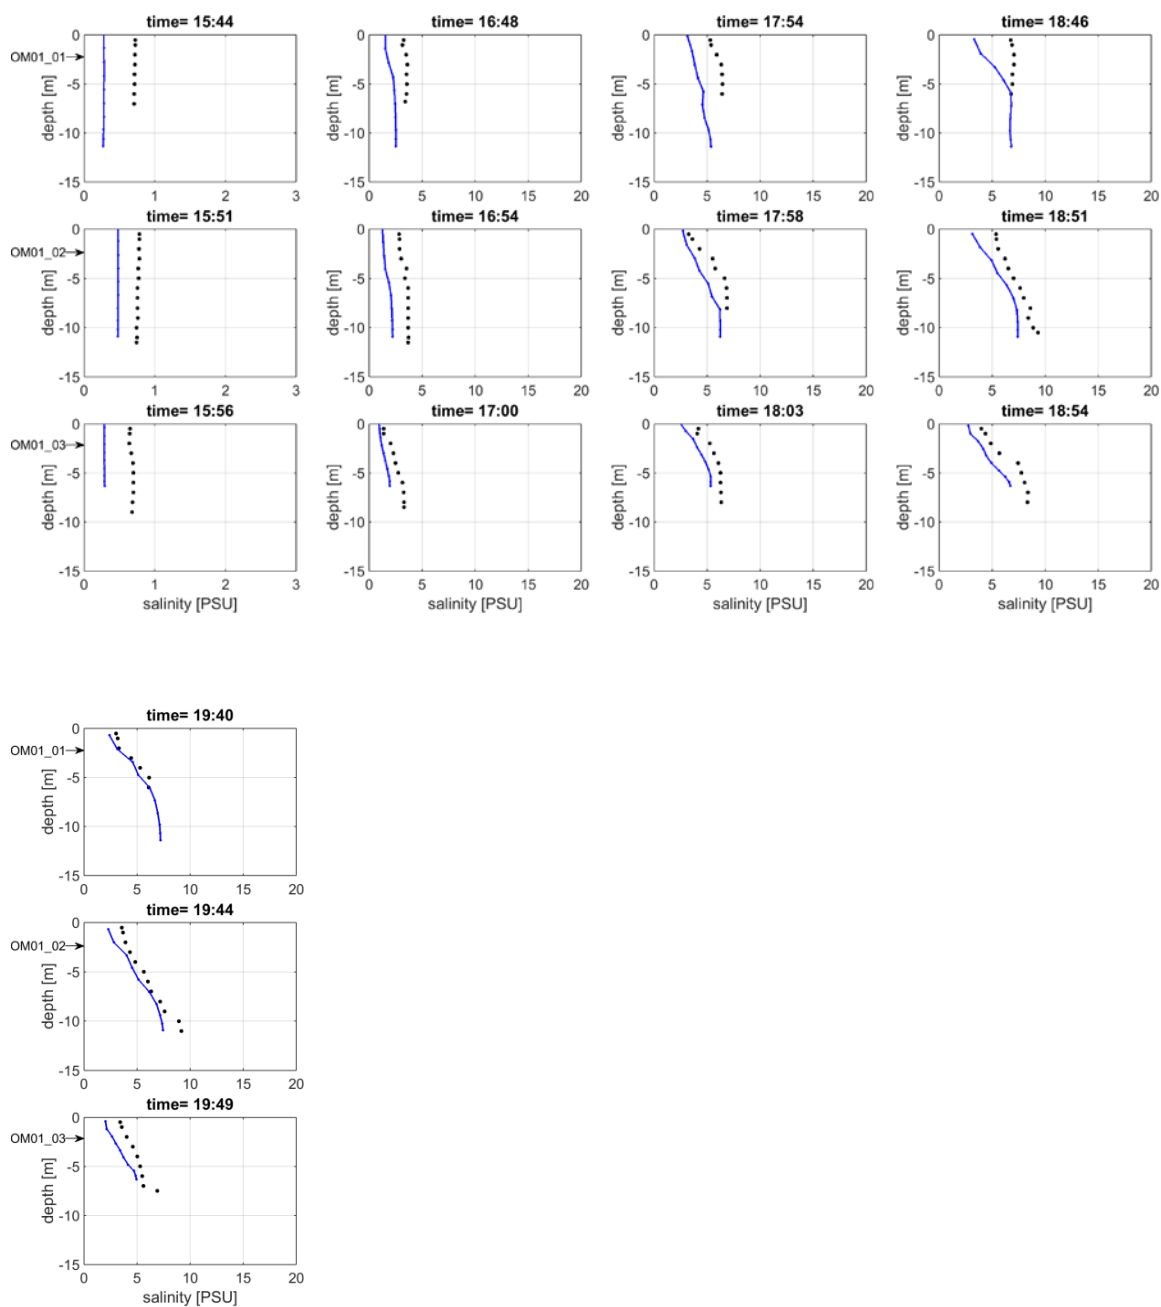 time= 15:44 time= 16:48 time= 17:54 time= 18:46
0 0 0 0
OM01_01
-5 -5 -5 -5
-10 -10 -10 -10
-15 -15 -15 -15
depth [m] depth [m] depth [m] depth [m]
0 1 2 3 0 5 10 15 20 0 5 10 15 20 0 5 10 15 20
time= 15:51 time= 16:54 time= 17:58 time= 18:51
0 0 0 0
OM01_02
-5 -5 -5 -5
-10 -10 -10 -10
-15 -15 -15 -15
depth [m] depth [m] depth [m] depth [m]
0 1 2 3 0 5 10 15 20 0 5 10 15 20 0 5 10 15 20
time= 15:56 time= 17:00 time= 18:03 time= 18:54
0 0 0 0
OM01_03
-5 -5 -5 -5
-10 -10 -10 -10
-15 -15 -15 -15
depth [m] depth [m] depth [m] depth [m]
0 1 2 3 0 5 10 15 20 0 5 10 15 20 0 5 10 15 20
salinity [PSU] salinity [PSU] salinity [PSU] salinity [PSU]
time= 19:40
0
OM01_01
-5
-10
-15
depth [m]
0 5 10 15 20
time= 19:44
0
OM01_02
-5
-10
-15
depth [m]
0 5 10 15 20
time= 19:49
0
OM01_03
-5
-10
-15
depth [m]
0 5 10 15 20
salinity [PSU]